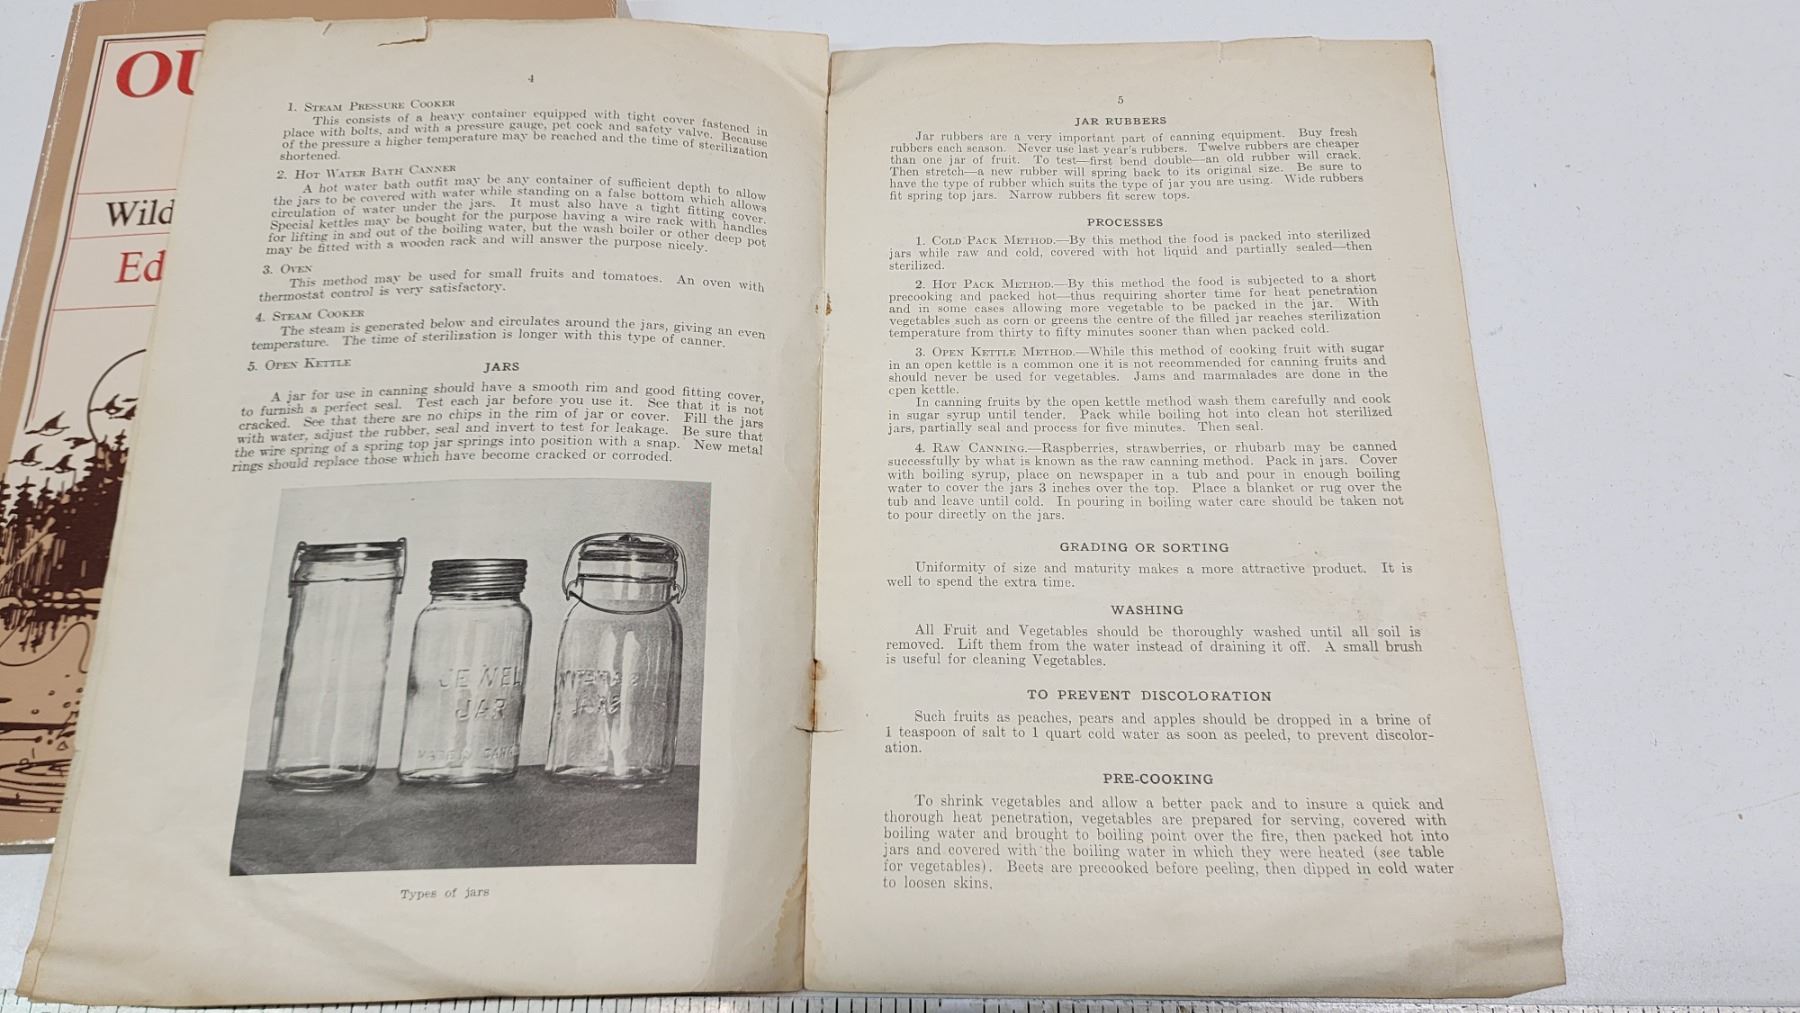 OU
Wild
Ed
4
1. STEAM PRESSURE COOKER
This consists of a heavy container equipped with tight cover fastened in
place with bolts, and with a pressure gauge, pet cock and safety valve. Because
of the pressure a higher temperature may be reached and the time of sterilization
shortened.
2. HOT WATER BATH CANNER
A hot water bath outfit may be any container of sufficient depth to allow
the jars to be covered with water while standing on a false bottom which allows
circulation of water under the jars. It must also have a tight fitting cover.
Special kettles may be bought for the purpose having a wire rack with handles
for lifting in and out of the boiling water, but the wash boiler or other deep pot
may be fitted with a wooden rack and will answer the purpose nicely.
3. OVEN
This method may be used for small fruits and tomatoes. An oven with
thermostat control is very satisfactory.
4. STEAM COOKER
The steam is generated below and circulates around the jars, giving an even
temperature. The time of sterilization is longer with this type of canner.
5. OPEN KETTLE
JARS
A jar for use in canning should have a smooth rim and good fitting cover,
to furnish a perfect seal. Test each jar before you use it. See that it is not
cracked. See that there are no chips in the rim of jar or cover. Fill the jars
with water, adjust the rubber, seal and invert to test for leakage. Be sure that
the wire spring of a spring top jar springs into position with a snap. New metal
rings should replace those which have become cracked or corroded.
JEWEL
JAR
JARS
Types of jars
5
JAR RUBBERS
Jar rubbers are a very important part of canning equipment. Buy fresh
rubbers each season. Never use last year's rubbers. Twelve rubbers are cheaper
than one jar of fruit. To test—first bend double—an old rubber will crack.
Then stretch—a new rubber will spring back to its original size. Be sure to
have the type of rubber which suits the type of jar you are using. Wide rubbers
fit spring top jars. Narrow rubbers fit screw tops.
PROCESSES
1. COLD PACK METHOD.—By this method the food is packed into sterilized
jars while raw and cold, covered with hot liquid and partially sealed—then
sterilized.
2. HOT PACK METHOD.—By this method the food is subjected to a short
precooking and packed hot—thus requiring shorter time for heat penetration
and in some cases allowing more vegetable to be packed in the jar. With
vegetables such as corn or greens the centre of the filled jar reaches sterilization
temperature from thirty to fifty minutes sooner than when packed cold.
3. OPEN KETTLE METHOD.—While this method of cooking fruit with sugar
in an open kettle is a common one it is not recommended for canning fruits and
should never be used for vegetables. Jams and marmalades are done in the
open kettle.
In canning fruits by the open kettle method wash them carefully and cook
in sugar syrup until tender. Pack while boiling hot into clean hot sterilized
jars, partially seal and process for five minutes. Then seal.
4. RAW CANNING.—Raspberries, strawberries, or rhubarb may be canned
successfully by what is known as the raw canning method. Pack in jars. Cover
with boiling syrup, place on newspaper in a tub and pour in enough boiling
water to cover the jars 3 inches over the top. Place a blanket or rug over the
tub and leave until cold. In pouring in boiling water care should be taken not
to pour directly on the jars.
GRADING OR SORTING
Uniformity of size and maturity makes a more attractive product. It is
well to spend the extra time.
WASHING
All Fruit and Vegetables should be thoroughly washed until all soil is
removed. Lift them from the water instead of draining it off. A small brush
is useful for cleaning Vegetables.
TO PREVENT DISCOLORATION
Such fruits as peaches, pears and apples should be dropped in a brine of
1 teaspoon of salt to 1 quart cold water as soon as peeled, to prevent discolor-
ation.
PRE-COOKING
To shrink vegetables and allow a better pack and to insure a quick and
thorough heat penetration, vegetables are prepared for serving, covered with
boiling water and brought to boiling point over the fire, then packed hot into
jars and covered with the boiling water in which they were heated (see table
for vegetables). Beets are precooked before peeling, then dipped in cold water
to loosen skins.